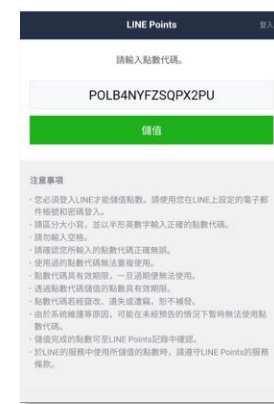 LINE Points
登入
請輸入點數代碼。
POLB4NYFZSQPX2PU
儲值
注意事項
・您必須登入LINE才能儲值點數。請使用您在LINE上設定的電子郵
件帳號和密碼登入。
・請區分大小寫，並以半形英數字輸入正確的點數代碼。
・請勿輸入空格。
・請確認您所輸入的點數代碼正確無誤。
・使用過的點數代碼無法重複使用。
・點數代碼具有效期限，一旦過期便無法使用。
・透過點數代碼儲值的點數具有效期限。
・點數代碼若經竄改、遺失或遭竊，恕不補發。
・由於系統維護等原因，可能在未經預告的情況下暫時無法使用點
數代碼。
・儲值完成的點數可至LINE Points記錄中確認。
・於LINE的服務中使用所儲值的點數時，請遵守LINE Points的服務
條款。